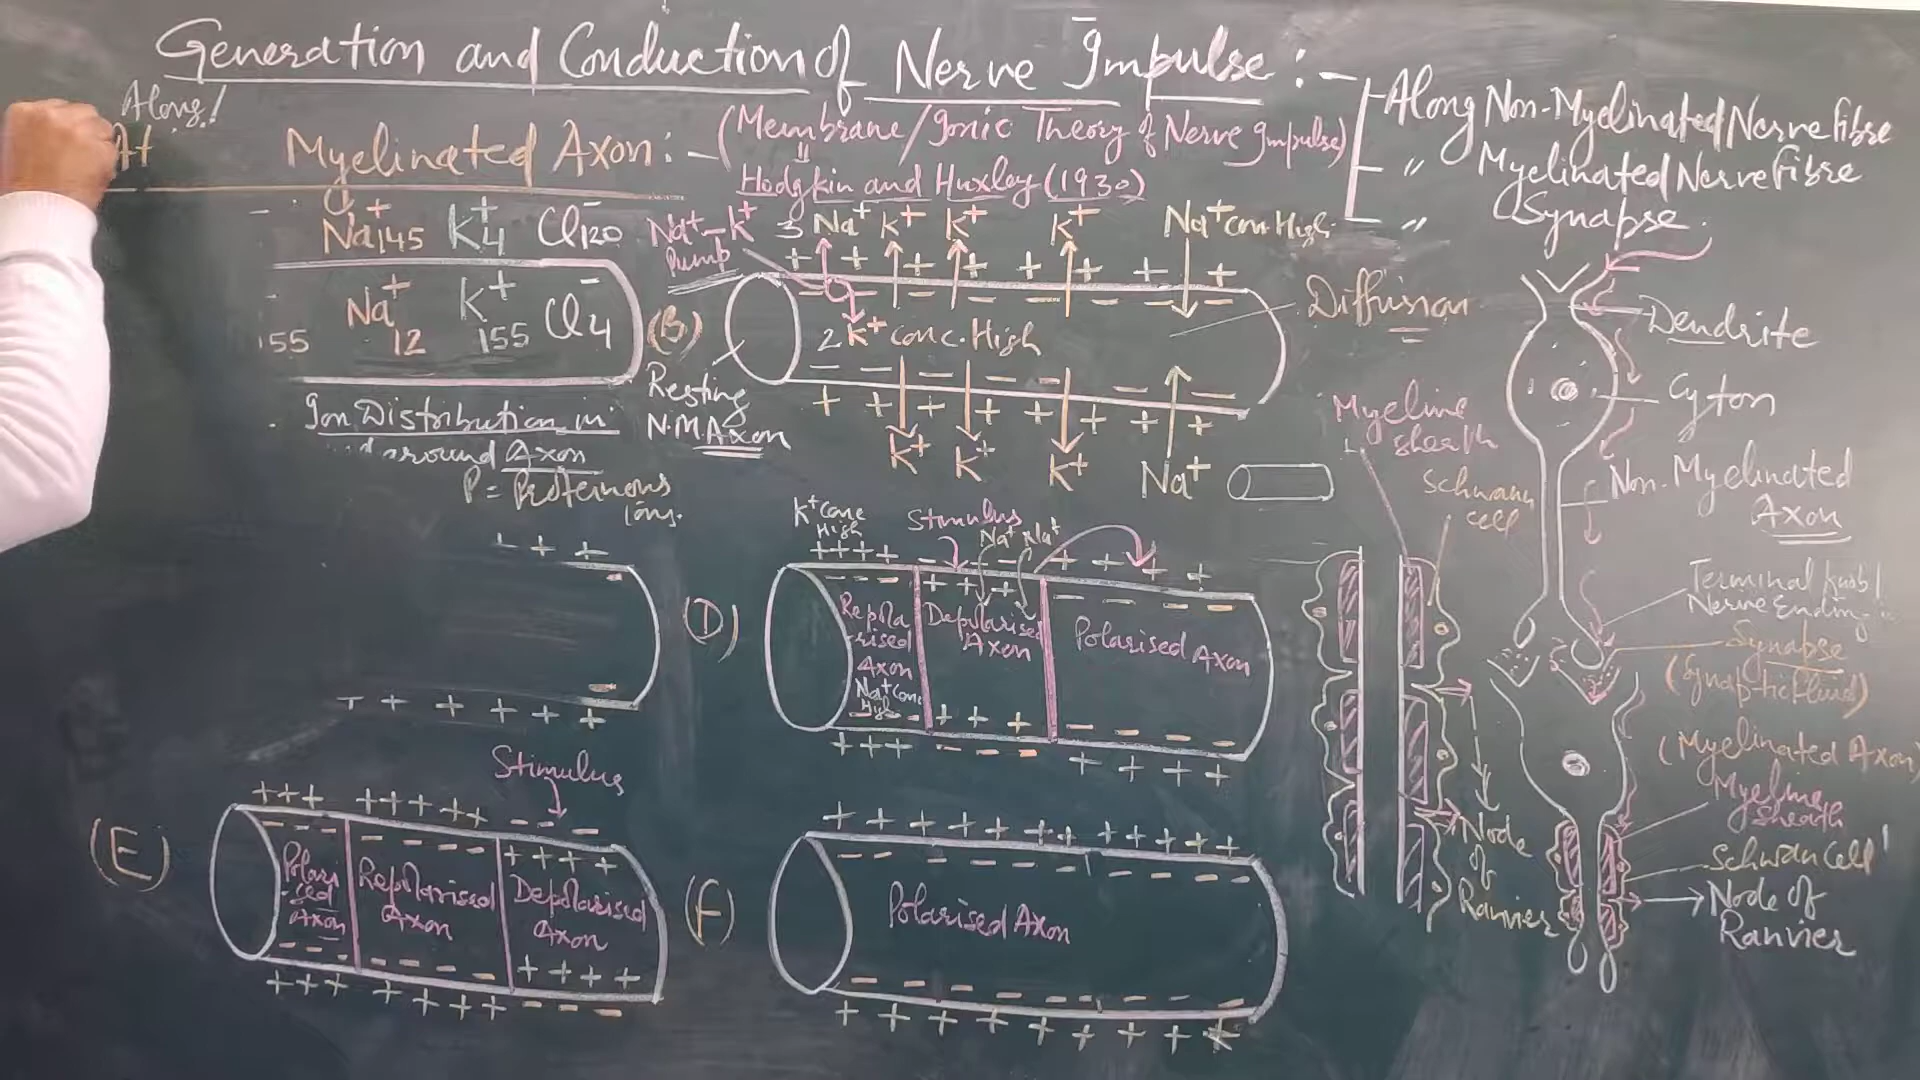 Generation and Conduction of Nerve Impulse :-
Along Non-Myelinated Nerve fibre
" Myelinated Nerve Fibre
" Synapse.
Along /
At
Myelinated Axon :-
(Membrane/Ionic Theory of Nerve Impulse)
Hodgkin and Huxley (1930)
Na+145 K+4 Cl-120
155 Na+12 K+155 Cl-4
Ion Distribution in
around Axon
P = Proteinous
ions.
Na+-K+
Pump
3 Na+ K+ K+ K+ Na+ conc. High
(B)
2 K+ conc. High
Diffusion
Resting
N.M. Axon
K+ K+ K+ Na+
+ + +
+ + + + +
(D)
K+ conc
High
Stimulus
Na+ Na+
Repola
-rised
Axon
Na+ Conc
High
Depolarised
Axon
Polarised Axon
Stimulus
(E)
Polari
-sed
Axon
Repolarised
Axon
Depolarised
Axon
(F)
Polarised Axon
Myeline
sheath
Schwann
cell
Node
of
Ranvier
Dendrite
Cyton
Non-Myelinated
Axon
Terminal knob/
Nerve Ending
Synapse
(Synaptic fluid)
(Myelinated Axon)
Myeline
Sheath
Schwan Cell
Node of
Ranvier